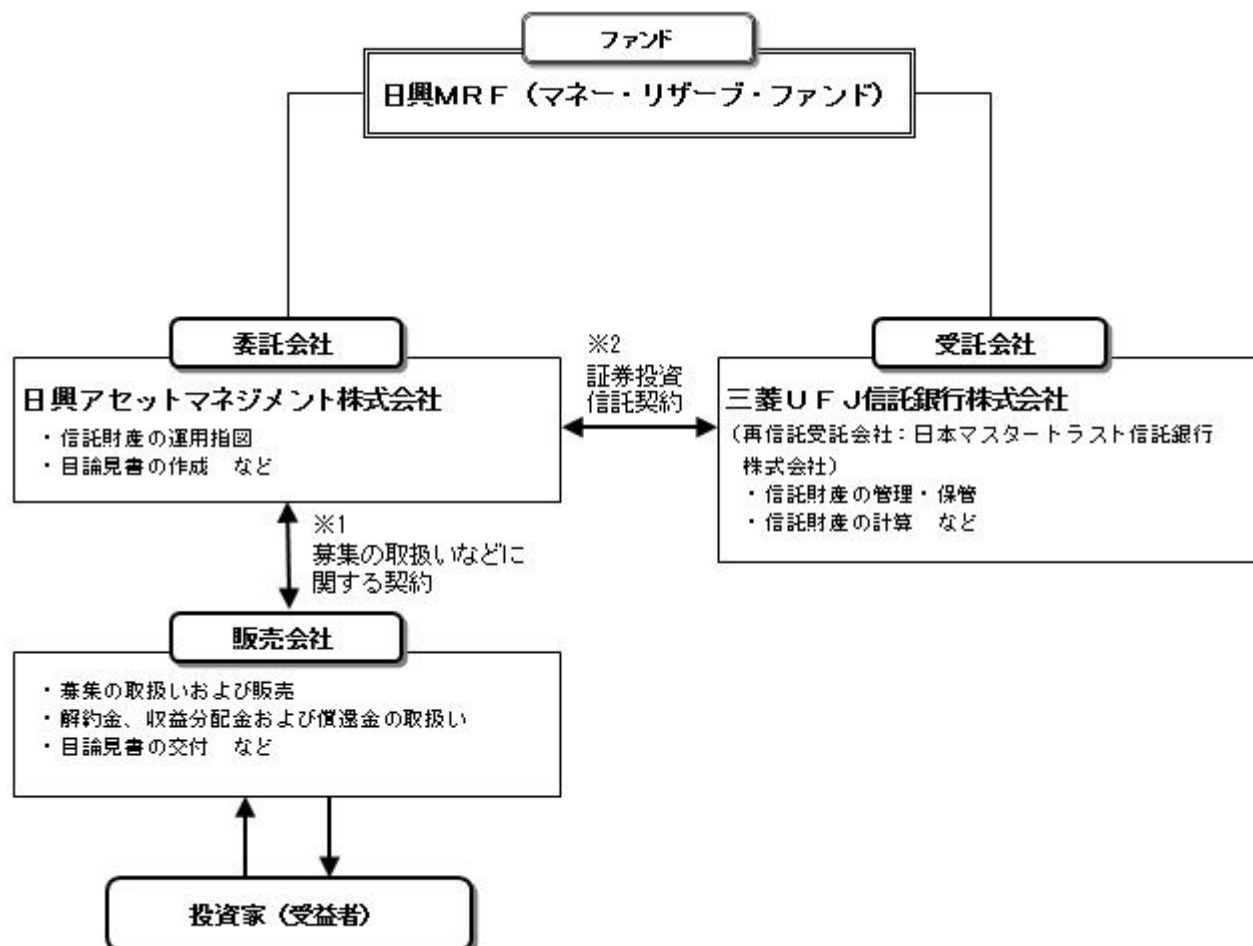 ファンド
日興MRF（マネー・リザーブ・ファンド）
委託会社
日興アセットマネジメント株式会社
・信託財産の運用指図
・目論見書の作成　など
※2
証券投資
信託契約
受託会社
三菱ＵＦＪ信託銀行株式会社
（再信託受託会社：日本マスタートラスト信託銀行
株式会社）
・信託財産の管理・保管
・信託財産の計算　など
※1
募集の取扱いなどに
関する契約
販売会社
・募集の取扱いおよび販売
・解約金、収益分配金および償還金の取扱い
・目論見書の交付　など
投資家（受益者）